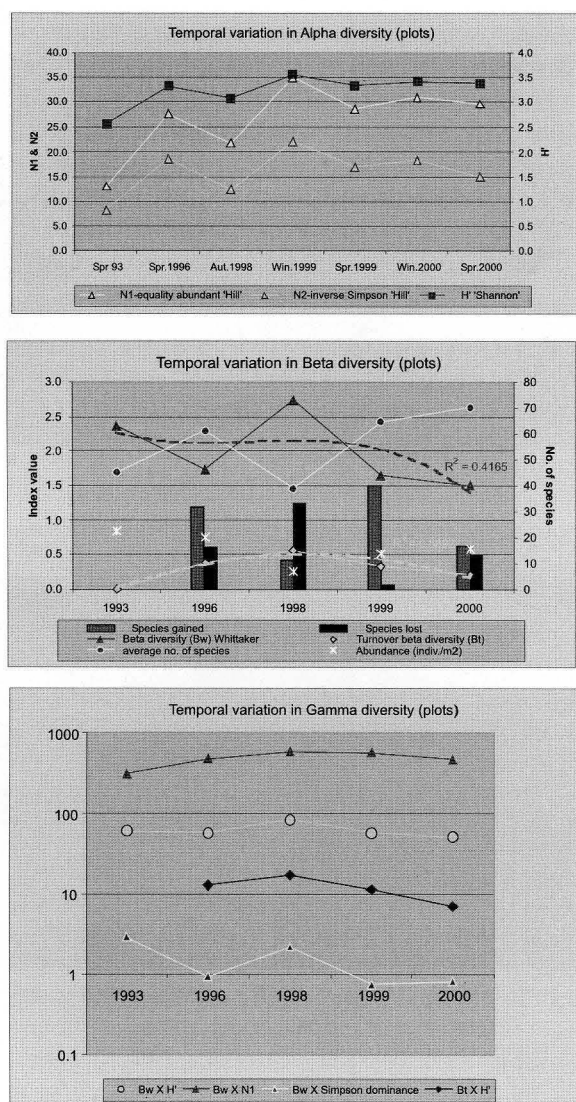 Temporal variation in Alpha diversity (plots)
40.0
35.0
30.0
25.0
20.0
15.0
10.0
5.0
0.0
N1 & N2
4.0
3.5
3.0
2.5
2.0
1.5
1.0
0.5
0.0
H'
Spr 93 Spr.1996 Aut.1998 Win.1999 Spr.1999 Win.2000 Spr.2000
N1-equality abundant 'Hill' N2-inverse Simpson 'Hill' H' 'Shannon'
Temporal variation in Beta diversity (plots)
3.0
2.5
2.0
1.5
1.0
0.5
0.0
Index value
80
70
60
50
40
30
20
10
0
No. of species
R² = 0.4165
1993 1996 1998 1999 2000
Species gained Species lost
Beta diversity (Bw) Whittaker Turnover beta diversity (Bt)
average no. of species Abundance (indiv./m2)
Temporal variation in Gamma diversity (plots)
1000
100
10
1
0.1
1993 1996 1998 1999 2000
Bw X H' Bw X N1 Bw X Simpson dominance Bt X H'